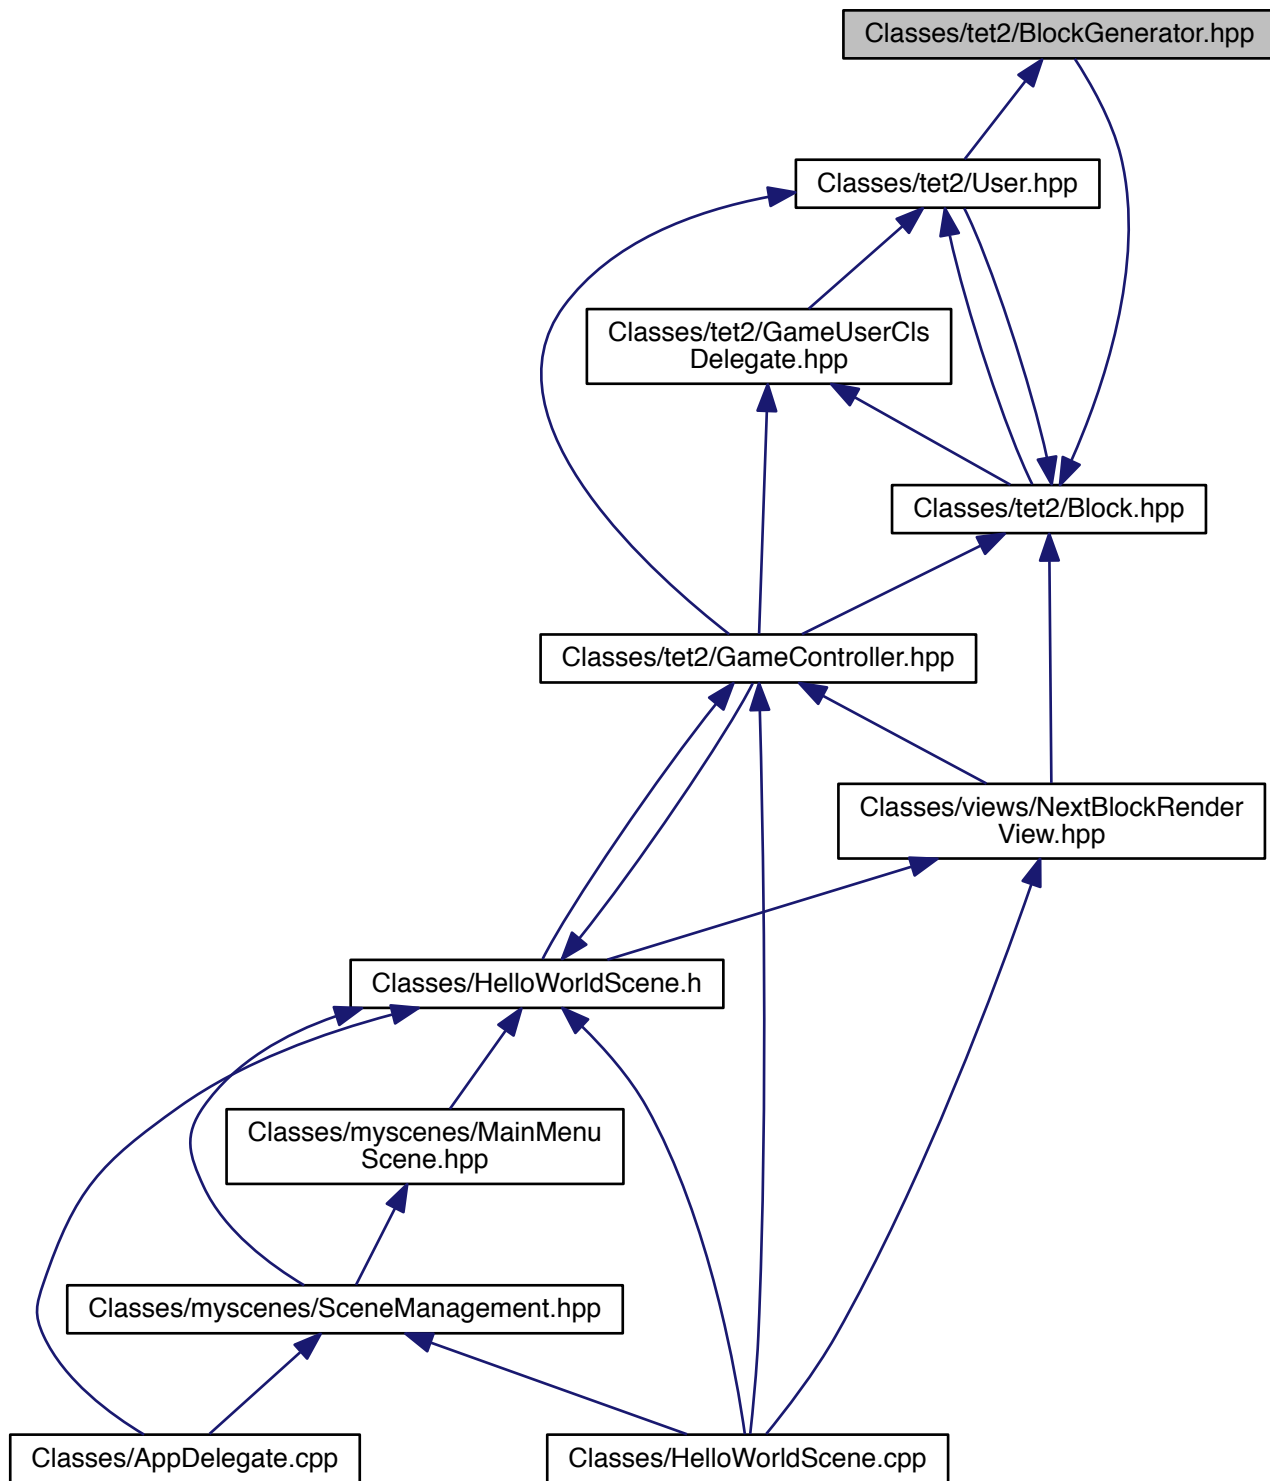 Classes/tet2/BlockGenerator.hpp
Classes/tet2/User.hpp
Classes/tet2/GameUserCls
Delegate.hpp
Classes/tet2/Block.hpp
Classes/tet2/GameController.hpp
Classes/views/NextBlockRender
View.hpp
Classes/HelloWorldScene.h
Classes/myscenes/MainMenu
Scene.hpp
Classes/myscenes/SceneManagement.hpp
Classes/AppDelegate.cpp
Classes/HelloWorldScene.cpp